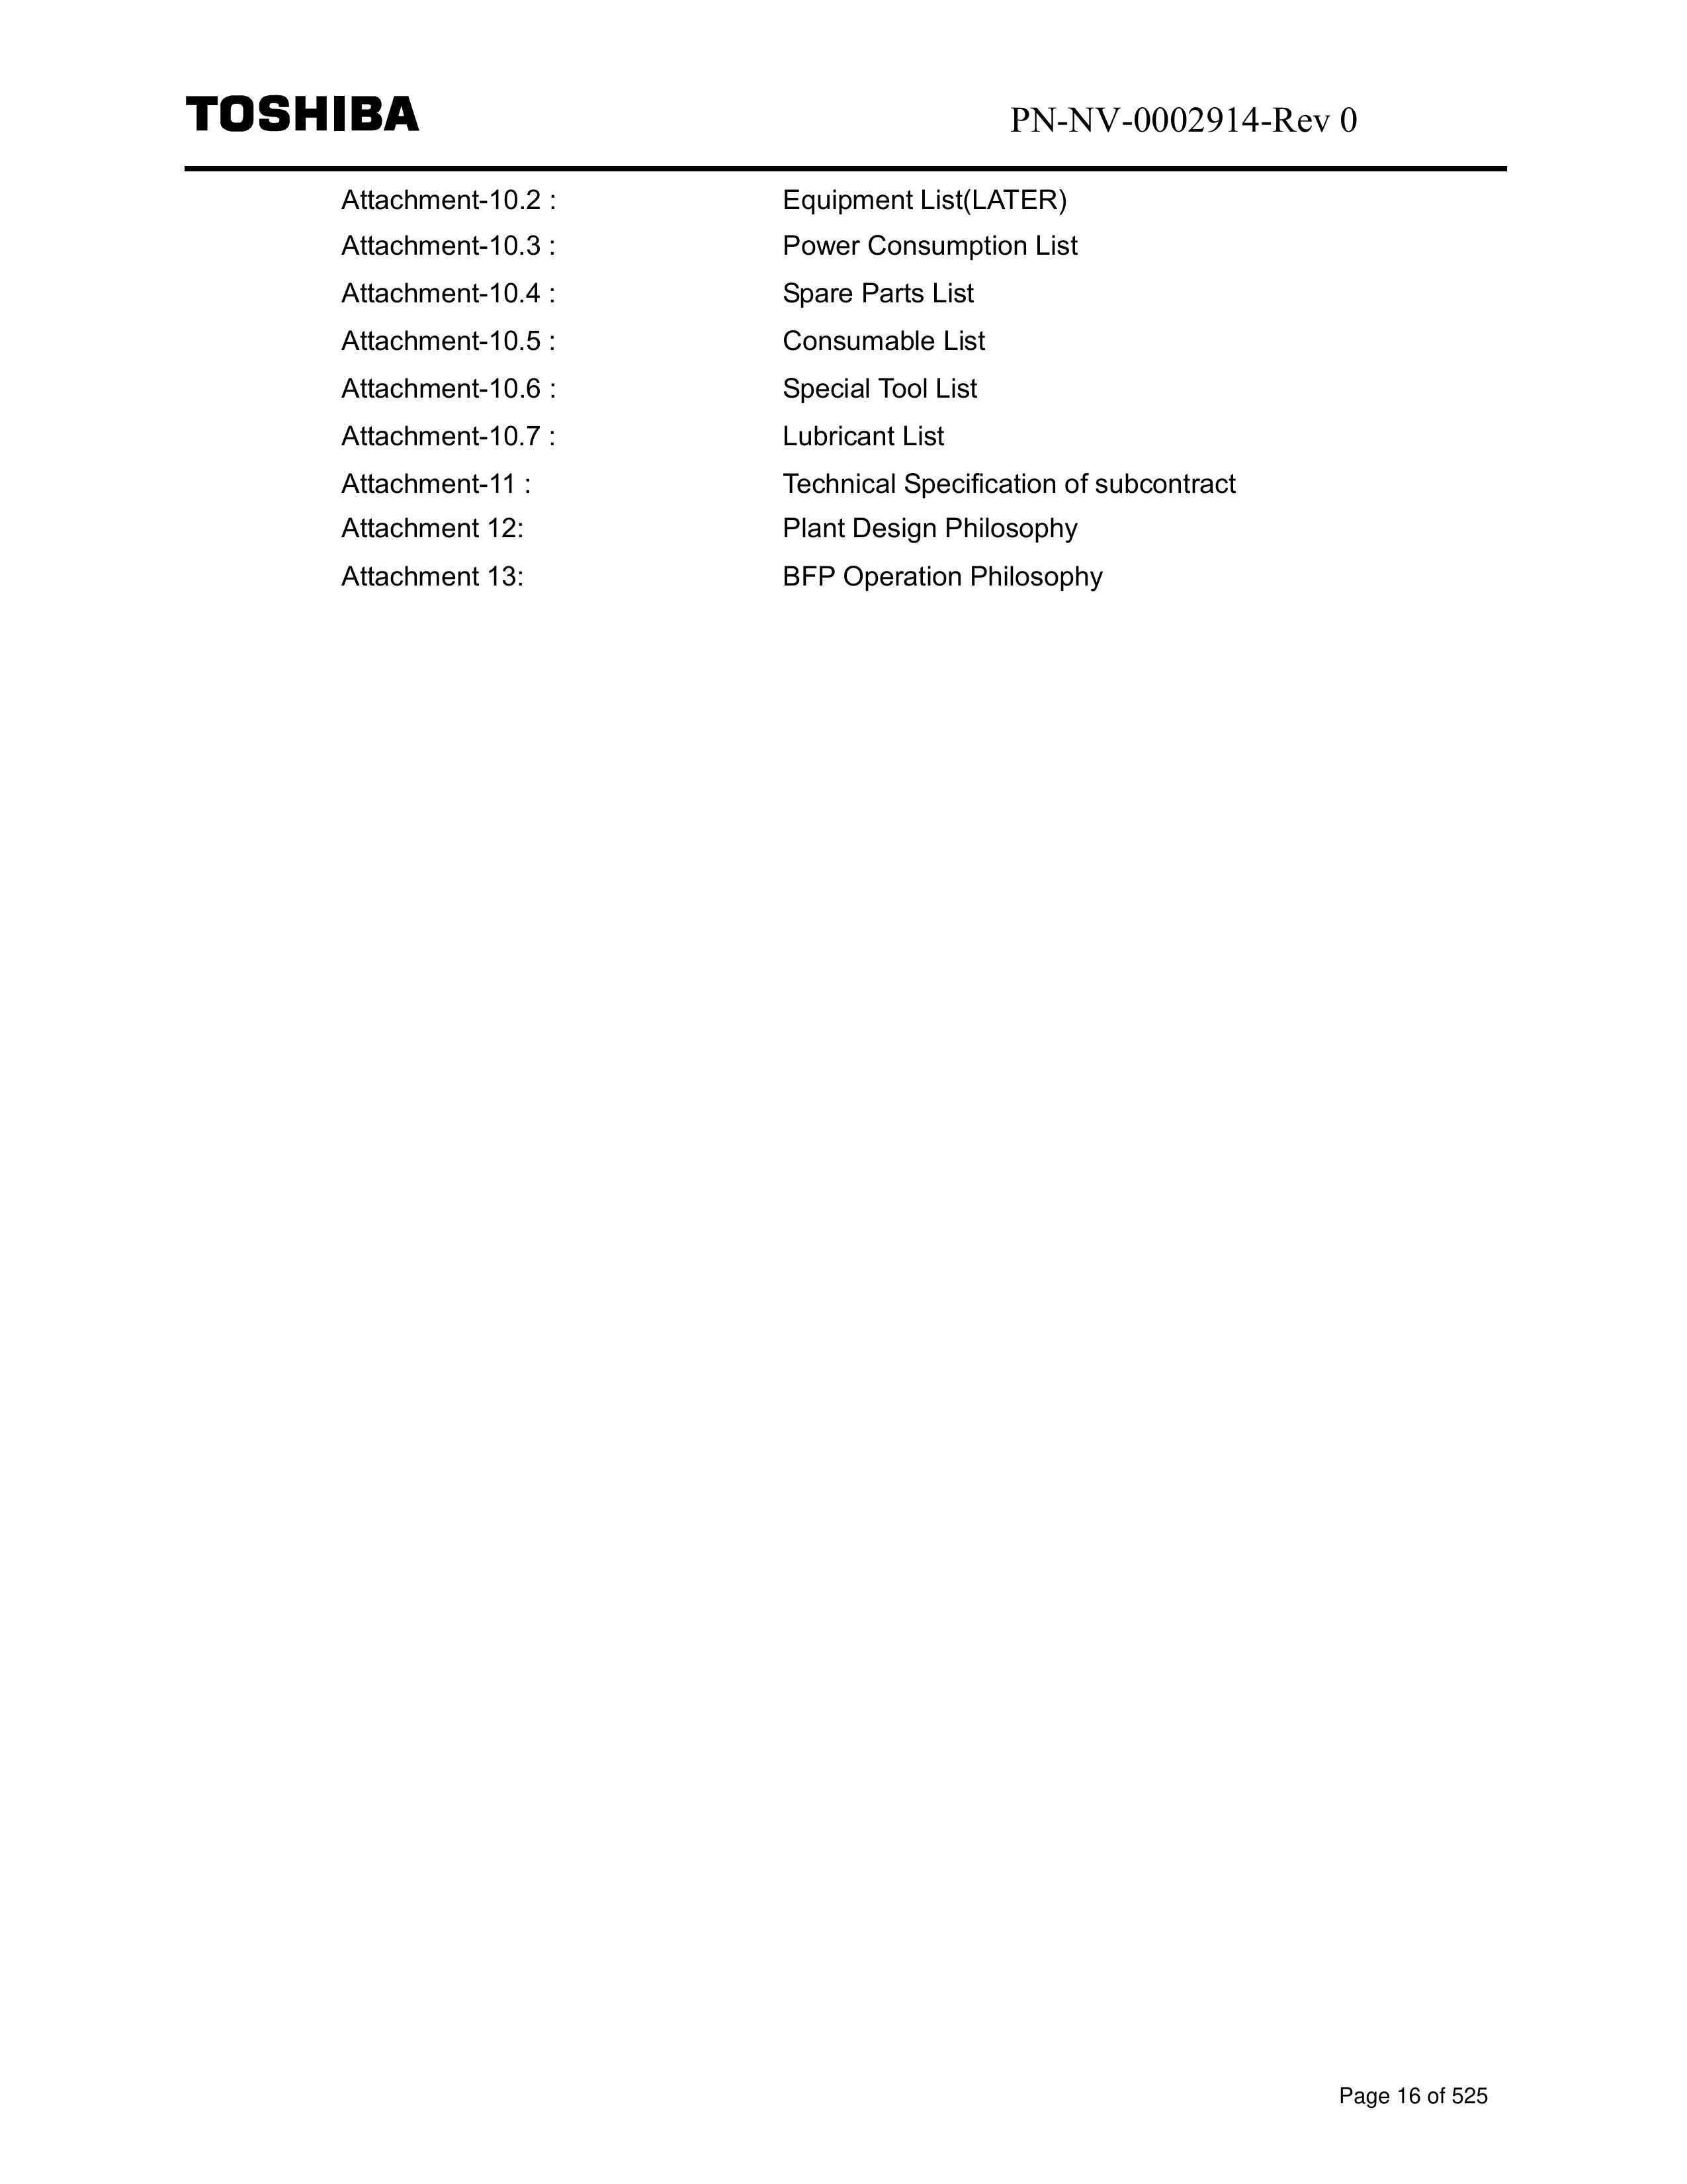 TOSHIBA PN-NV-0002914-Rev 0
Attachment-10.2 : Equipment List(LATER)
Attachment-10.3 : Power Consumption List
Attachment-10.4 : Spare Parts List
Attachment-10.5 : Consumable List
Attachment-10.6 : Special Tool List
Attachment-10.7 : Lubricant List
Attachment-11 : Technical Specification of subcontract
Attachment 12: Plant Design Philosophy
Attachment 13: BFP Operation Philosophy
Page 16 of 525